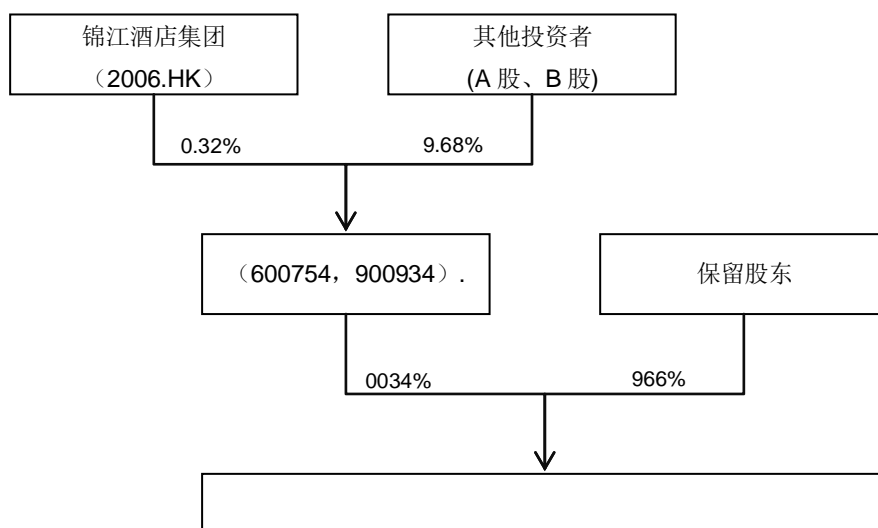 锦江酒店集团
（2006.HK）
其他投资者
(A 股、B 股)
0.32%
9.68%
（600754，900934）.
保留股东
0034%
966%